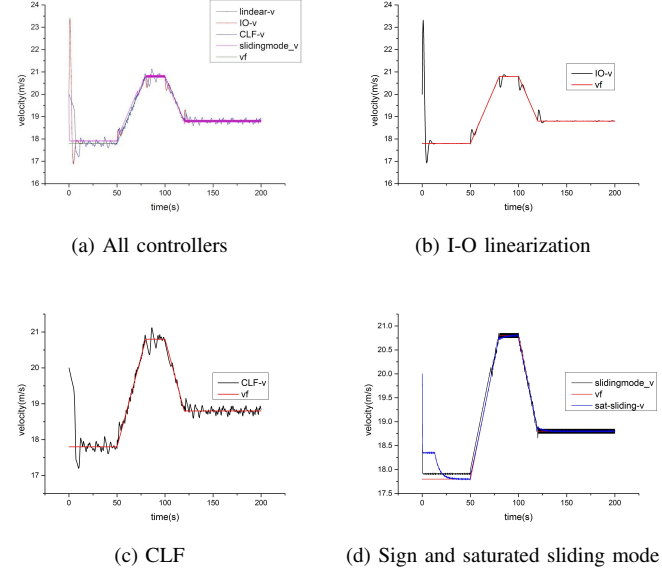 24
23
22
21
20
19
18
17
16
velocity(m/s)
0
50
100
150
200
time(s)
lindear-v
IO-v
CLF-v
slidingmode_v
vf
(a) All controllers
24
23
22
21
20
19
18
17
16
velocity(m/s)
0
50
100
150
200
time(s)
IO-v
vf
(b) I-O linearization
21
20
19
18
17
velocity(m/s)
0
50
100
150
200
time(s)
CLF-v
vf
(c) CLF
21.0
20.5
20.0
19.5
19.0
18.5
18.0
17.5
velocity(m/s)
0
50
100
150
200
time(s)
slidingmode_v
vf
sat-sliding-v
(d) Sign and saturated sliding mode